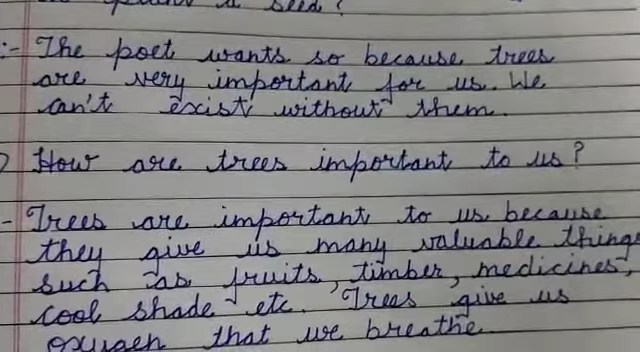 a seed?
:- The poet wants so because trees
are very important for us. We
can't exist without them.
How are trees important to us?
- Trees are important to us because
they give us many valuable things
such as fruits, timber, medicines,
cool shade etc. Trees give us
oxygen that we breathe